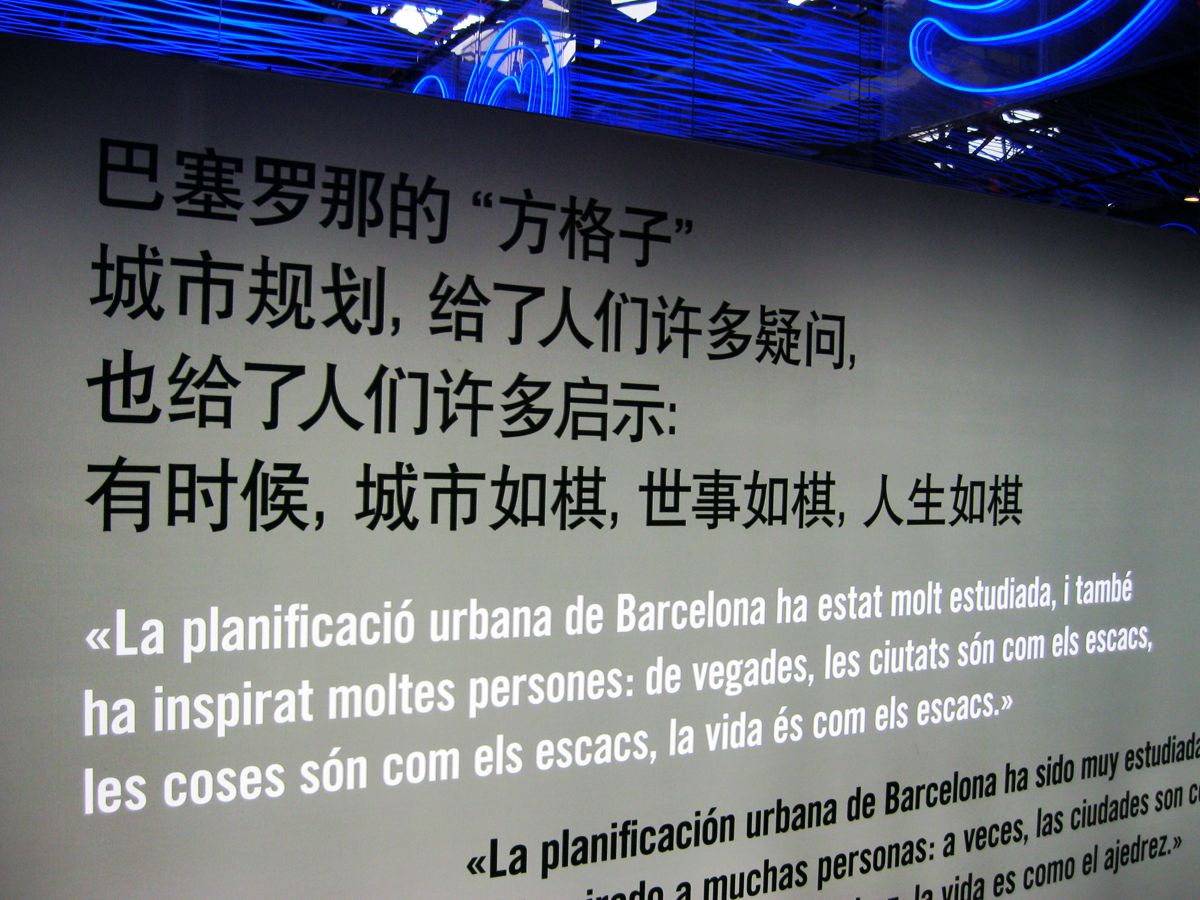 巴塞罗那的“方格子”
城市规划, 给了人们许多疑问,
也给了人们许多启示:
有时候, 城市如棋, 世事如棋, 人生如棋
«La planificació urbana de Barcelona ha estat molt estudiada, i també
ha inspirat moltes persones: de vegades, les ciutats són com els escacs,
les coses són com els escacs, la vida és com els escacs.»
«La planificación urbana de Barcelona ha sido muy estudiada
a muchas personas: a veces, las ciudades son
la vida es como el ajedrez.»